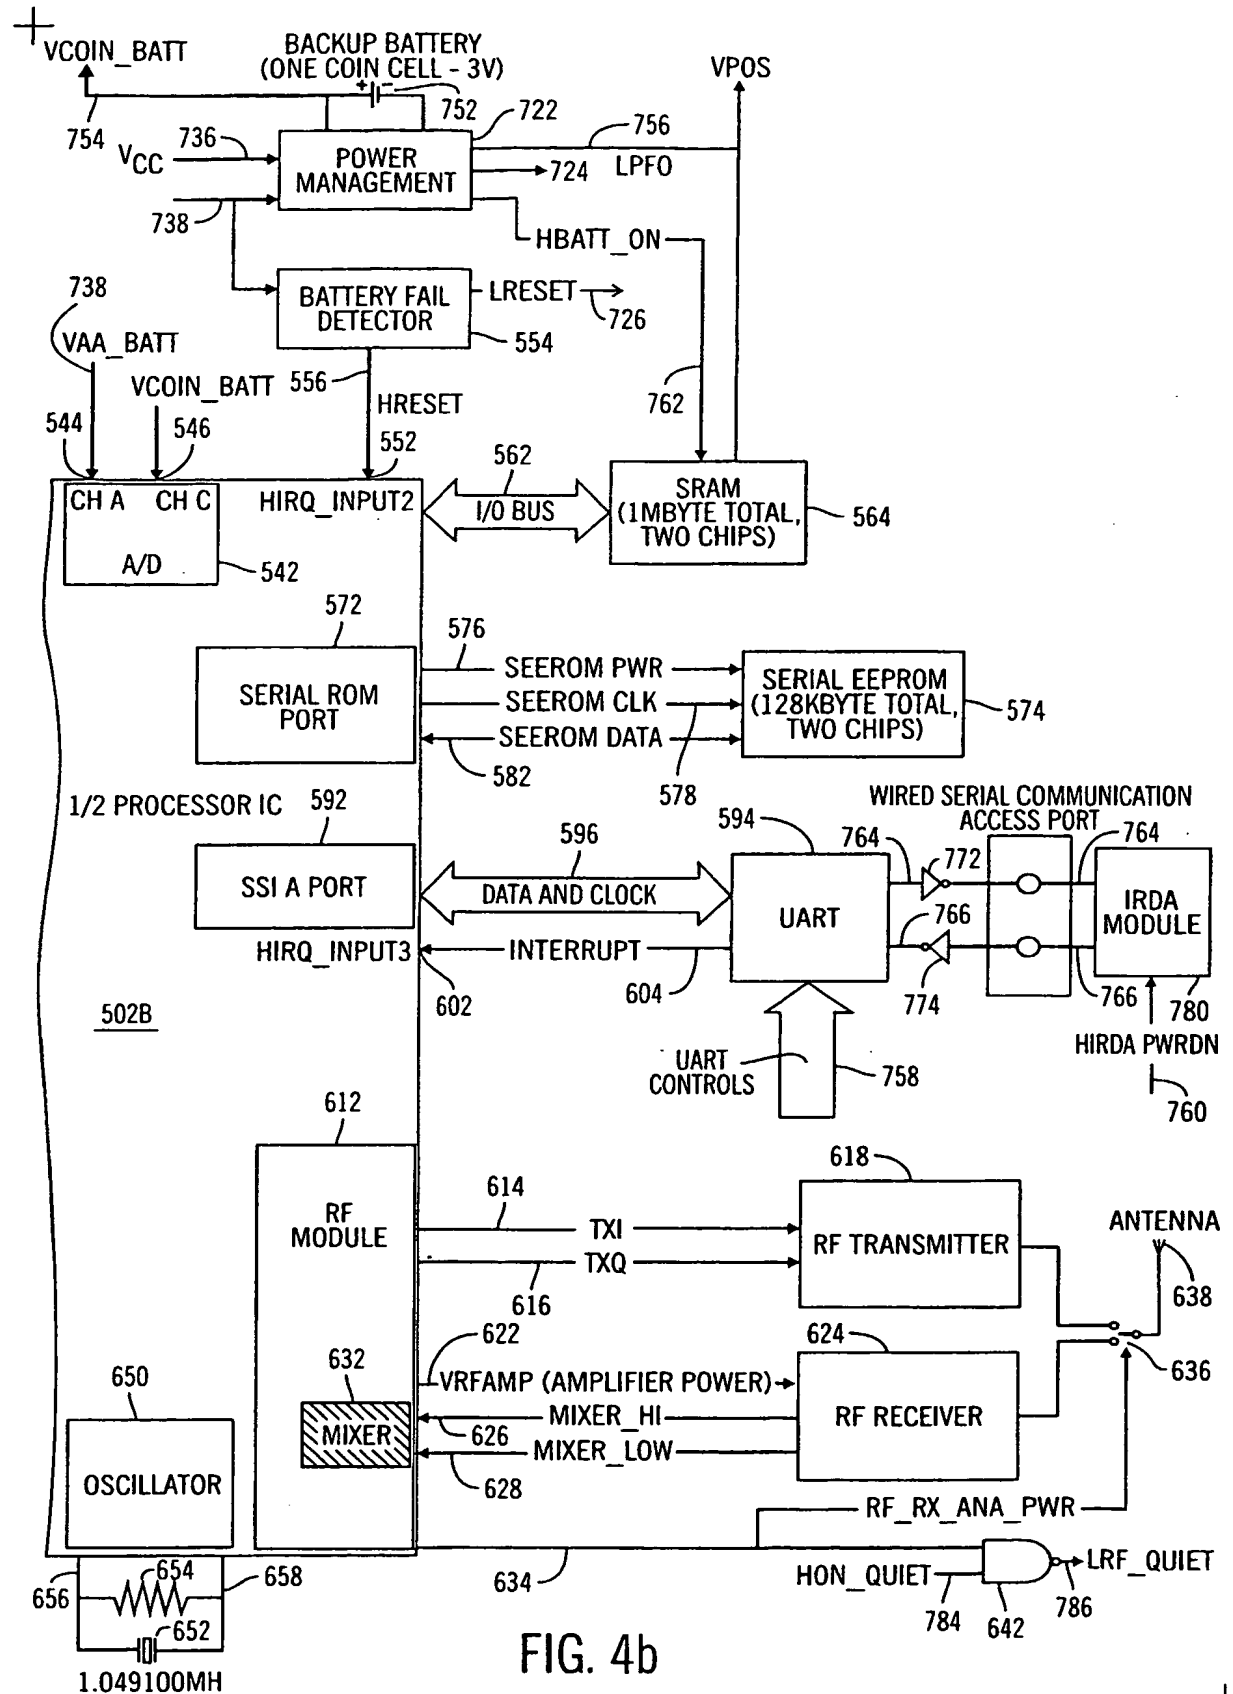 VCOIN_BATT
BACKUP BATTERY
(ONE COIN CELL - 3V)
VPOS
+ -
752
754
722
756
736
VCC
POWER
MANAGEMENT
724
LPFO
738
HBATT_ON
738
BATTERY FAIL
DETECTOR
LRESET
726
554
VAA_BATT
VCOIN_BATT
556
762
HRESET
544
546
552
562
CH A
CH C
HIRQ_INPUT2
I/O BUS
SRAM
(1MBYTE TOTAL,
TWO CHIPS)
564
A/D
542
572
576
SERIAL ROM
PORT
SEEROM PWR
SEEROM CLK
SEEROM DATA
SERIAL EEPROM
(128KBYTE TOTAL,
TWO CHIPS)
574
582
578
1/2 PROCESSOR IC
592
596
594
WIRED SERIAL COMMUNICATION
ACCESS PORT
764
772
764
SSI A PORT
DATA AND CLOCK
UART
IRDA
MODULE
766
HIRQ_INPUT3
INTERRUPT
602
604
774
766
780
502B
HIRDA PWRDN
UART
CONTROLS
758
760
612
618
614
RF
MODULE
TXI
TXQ
RF TRANSMITTER
ANTENNA
616
638
622
624
632
636
650
VRFAMP (AMPLIFIER POWER)
MIXER
MIXER_HI
626
RF RECEIVER
MIXER_LOW
628
OSCILLATOR
RF_RX_ANA_PWR
654
656
658
634
HON_QUIET
LRF_QUIET
784
642
786
652
1.049100MH
FIG. 4b